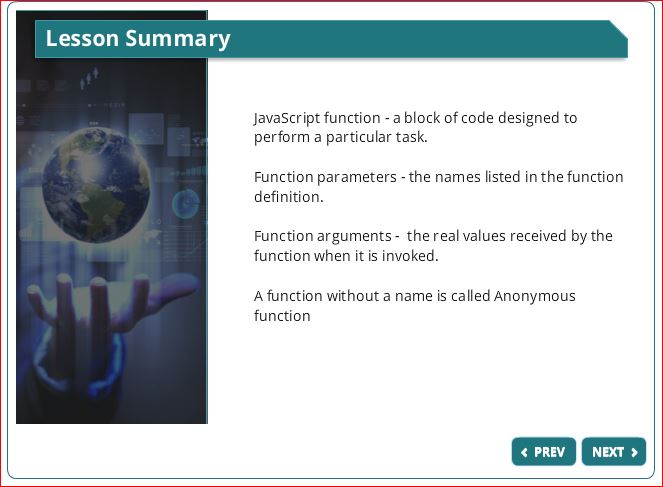 Lesson Summary
JavaScript function - a block of code designed to
perform a particular task.
Function parameters - the names listed in the function
definition.
Function arguments -  the real values received by the
function when it is invoked.
A function without a name is called Anonymous
function
PREV
NEXT